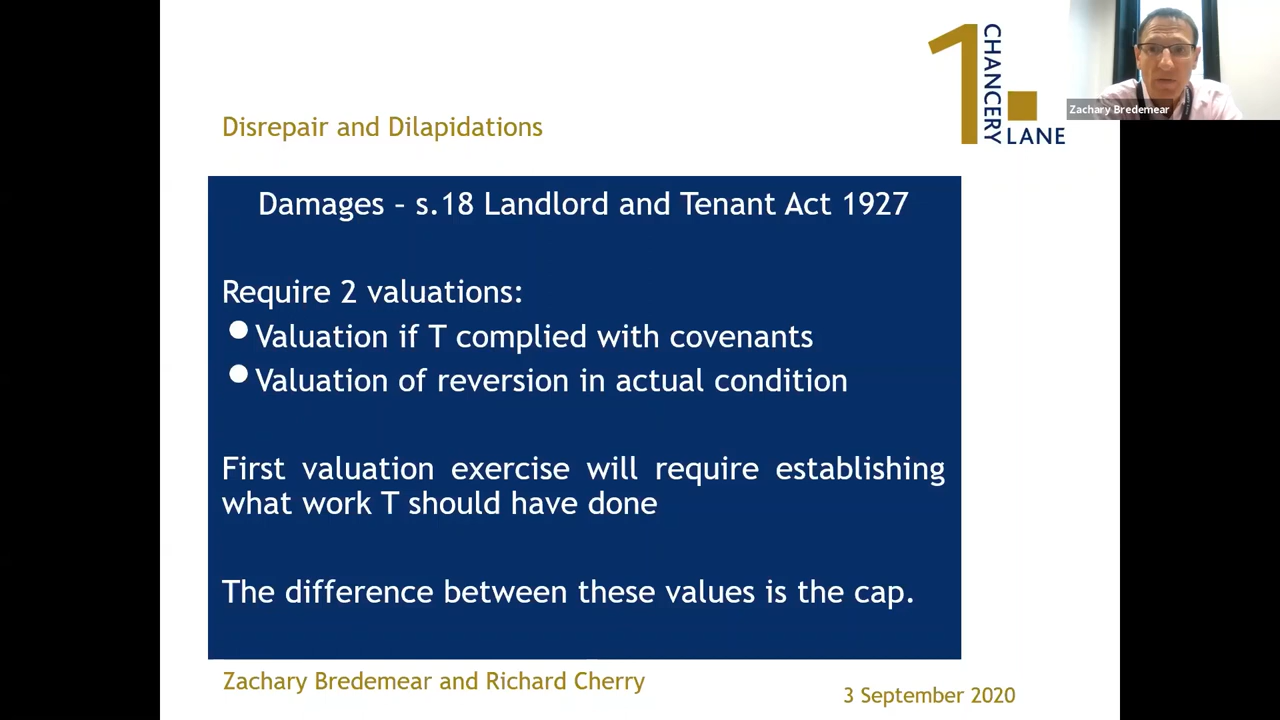 1 CHANCERY LANE
Zachary Bredemear
Disrepair and Dilapidations
Damages – s.18 Landlord and Tenant Act 1927
Require 2 valuations:
● Valuation if T complied with covenants
● Valuation of reversion in actual condition
First valuation exercise will require establishing
what work T should have done
The difference between these values is the cap.
Zachary Bredemear and Richard Cherry
3 September 2020